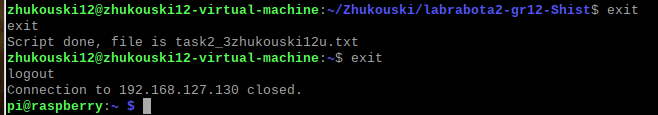 zhukouski12@zhukouski12-virtual-machine:~/Zhukouski/labrabota2-gr12-Shist$ exit
exit
Script done, file is task2_3zhukouski12u.txt
zhukouski12@zhukouski12-virtual-machine:~$ exit
logout
Connection to 192.168.127.130 closed.
pi@raspberry:~ $